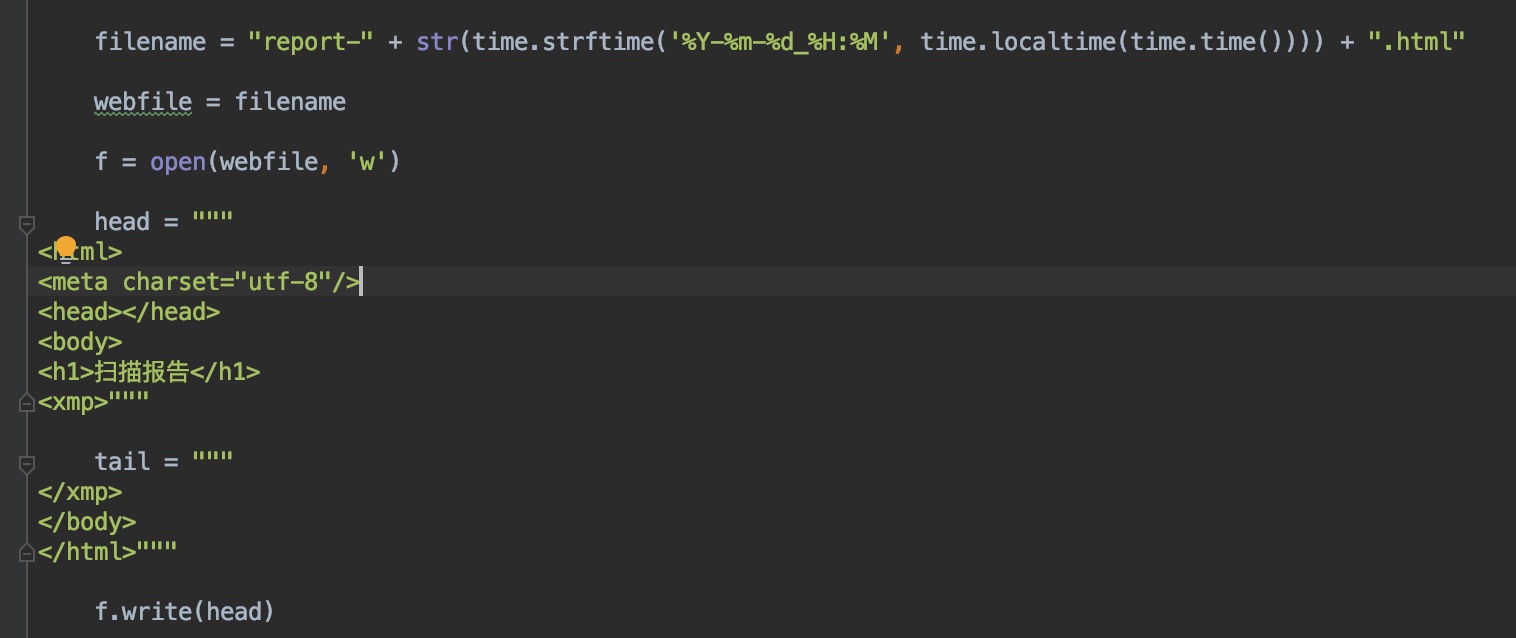 filename = "report-" + str(time.strftime('%Y-%m-%d_%H:%M', time.localtime(time.time()))) + ".html"
webfile = filename
f = open(webfile, 'w')
head = """
<html>
<meta charset="utf-8"/>
<head></head>
<body>
<h1>扫描报告</h1>
<xmp>"""
tail = """
</xmp>
</body>
</html>"""
f.write(head)